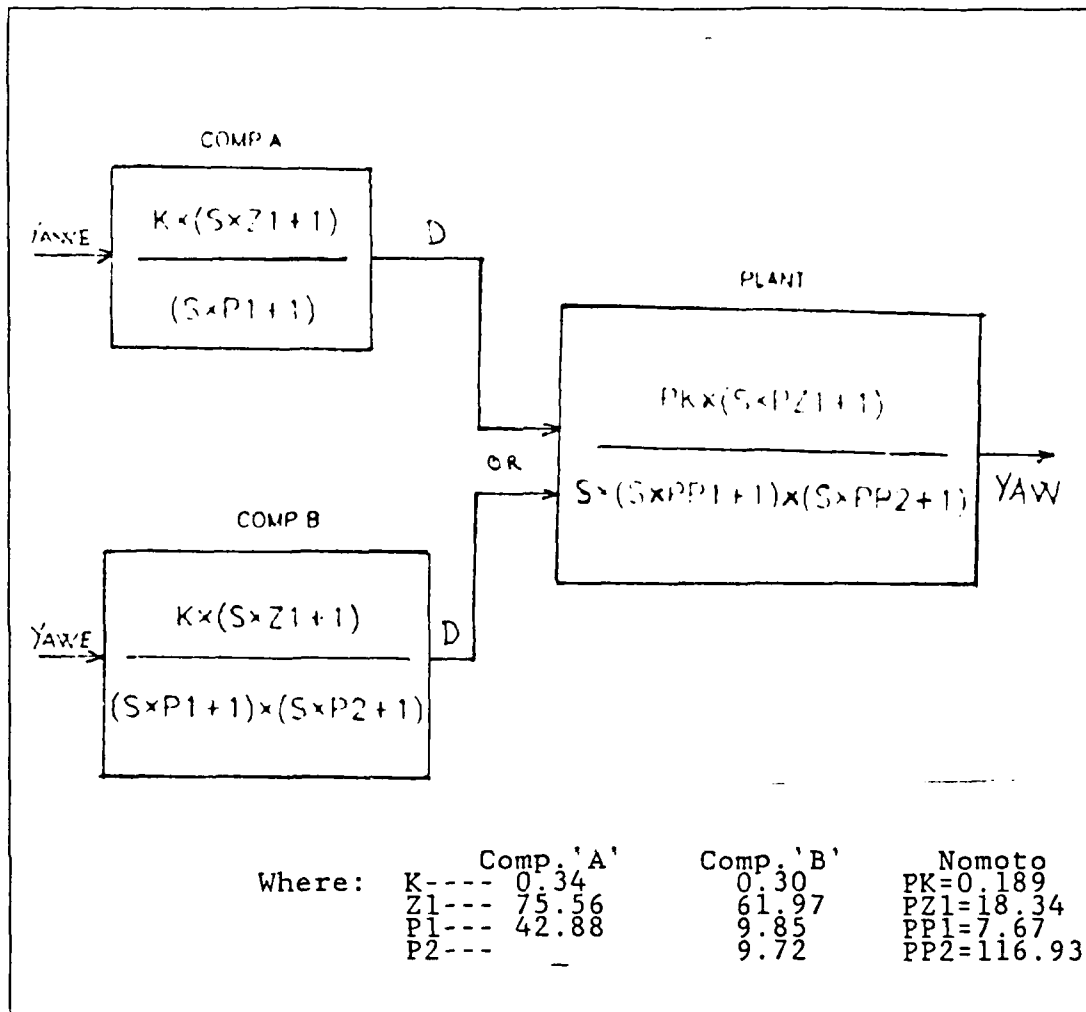 COMP A
YAWE
K×(S×Z1+1)
(S×P1+1)
D
PLANT
PK×(S×PZ1+1)
S×(S×PP1+1)×(S×PP2+1)
YAW
OR
COMP B
YAWE
K×(S×Z1+1)
(S×P1+1)×(S×P2+1)
D
Comp.'A' Comp.'B' Nomoto
Where: K---- 0.34 0.30 PK=0.189
Z1--- 75.56 61.97 PZ1=18.34
P1--- 42.88 9.85 PP1=7.67
P2--- 9.72 PP2=116.93